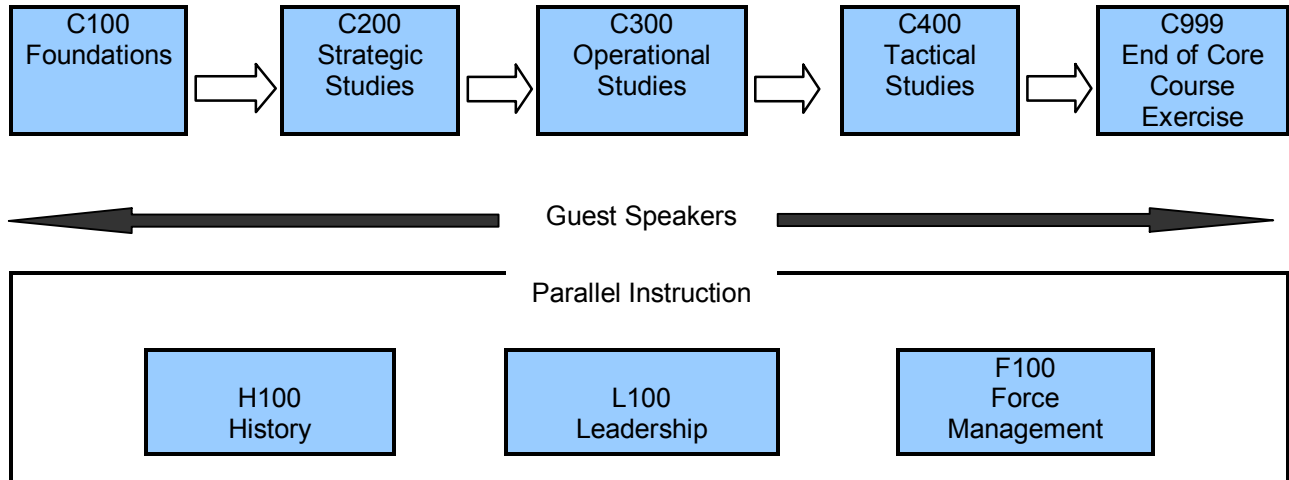 C100
Foundations
C200
Strategic
Studies
C300
Operational
Studies
C400
Tactical
Studies
C999
End of Core
Course
Exercise
Guest Speakers
Parallel Instruction
H100
History
L100
Leadership
F100
Force
Management